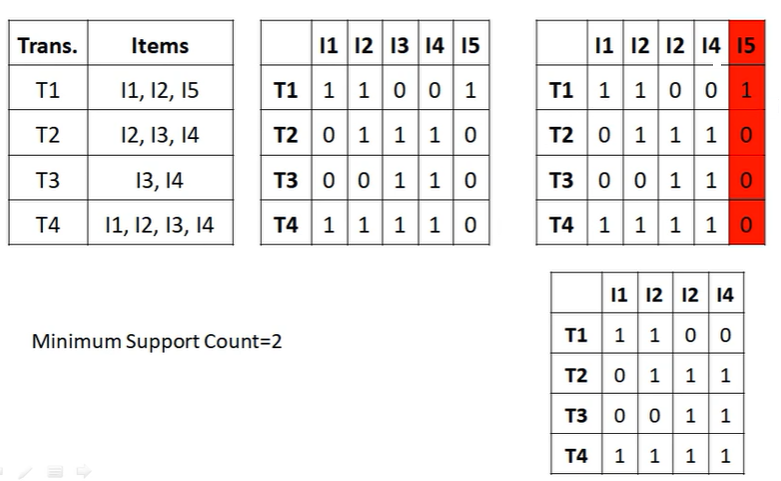 Trans. Items
T1 I1, I2, I5
T2 I2, I3, I4
T3 I3, I4
T4 I1, I2, I3, I4
I1 I2 I3 I4 I5
T1 1 1 0 0 1
T2 0 1 1 1 0
T3 0 0 1 1 0
T4 1 1 1 1 0
I1 I2 I2 I4 I5
T1 1 1 0 0 1
T2 0 1 1 1 0
T3 0 0 1 1 0
T4 1 1 1 1 0
Minimum Support Count=2
I1 I2 I2 I4
T1 1 1 0 0
T2 0 1 1 1
T3 0 0 1 1
T4 1 1 1 1